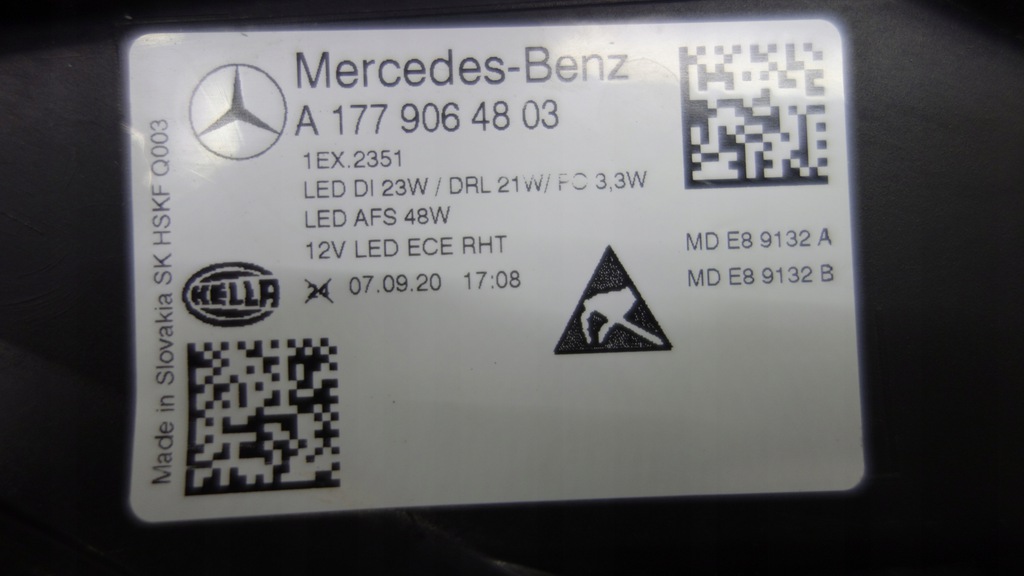 Mercedes-Benz
A 177 906 48 03
1EX.2351
LED DI 23W / DRL 21W/ PO 3,3W
LED AFS 48W
12V LED ECE RHT
MD E8 9132 A
MD E8 9132 B
HELLA
24 07.09.20 17:08
Made in Slovakia SK HSKF Q003